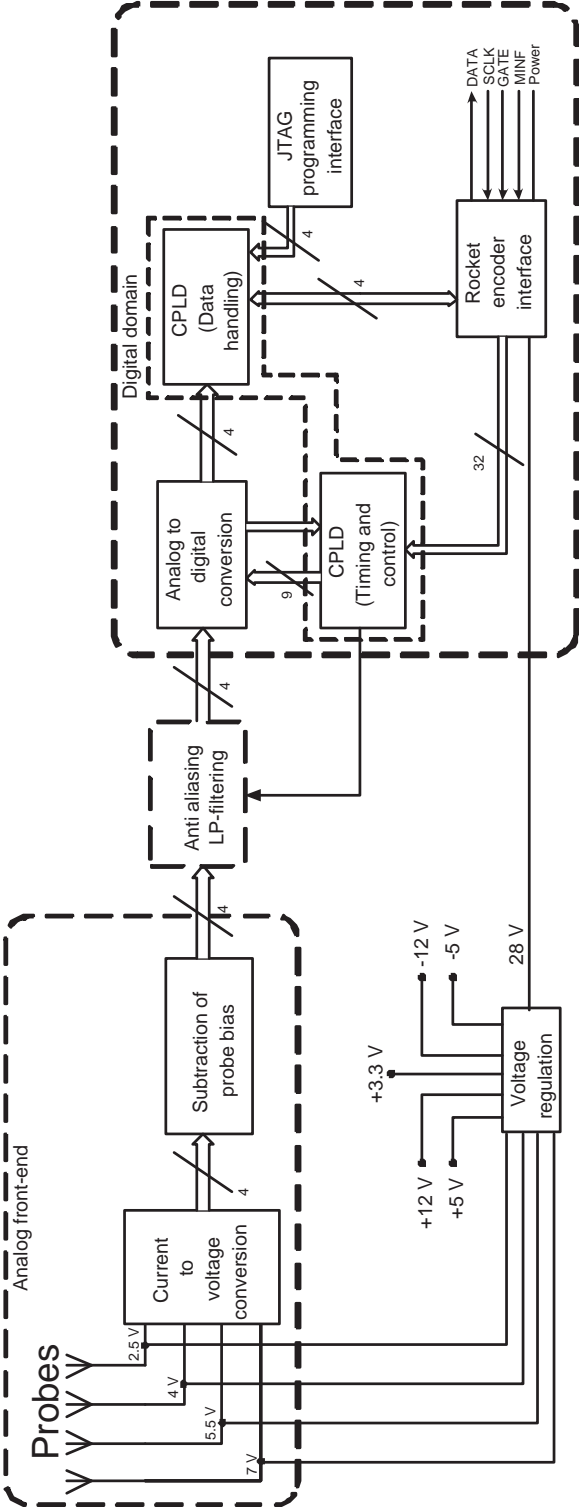 Analog front-end
Probes
2.5 V
4 V
5.5 V
7 V
Current
to
voltage
conversion
4
Subtraction of
probe bias
4
Anti aliasing
LP-filtering
4
Analog to
digital
conversion
4
9
Digital domain
CPLD
(Data
handling)
CPLD
(Timing and
control)
4
JTAG
programming
interface
4
32
Rocket
encoder
interface
DATA
SCLK
GATE
MINF
Power
+12 V
+5 V
+3.3 V
-12 V
-5 V
28 V
Voltage
regulation